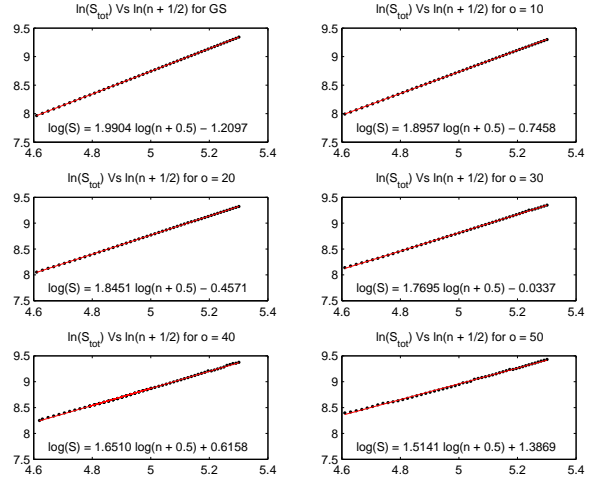 ln(S_tot) Vs ln(n + 1/2) for GS
9.5
9
8.5
8
7.5
log(S) = 1.9904 log(n + 0.5) − 1.2097
4.6 4.8 5 5.2 5.4
ln(S_tot) Vs ln(n + 1/2) for o = 10
9.5
9
8.5
8
7.5
log(S) = 1.8957 log(n + 0.5) − 0.7458
4.6 4.8 5 5.2 5.4
ln(S_tot) Vs ln(n + 1/2) for o = 20
9.5
9
8.5
8
7.5
log(S) = 1.8451 log(n + 0.5) − 0.4571
4.6 4.8 5 5.2 5.4
ln(S_tot) Vs ln(n + 1/2) for o = 30
9.5
9
8.5
8
7.5
log(S) = 1.7695 log(n + 0.5) − 0.0337
4.6 4.8 5 5.2 5.4
ln(S_tot) Vs ln(n + 1/2) for o = 40
9.5
9
8.5
8
7.5
log(S) = 1.6510 log(n + 0.5) + 0.6158
4.6 4.8 5 5.2 5.4
ln(S_tot) Vs ln(n + 1/2) for o = 50
9.5
9
8.5
8
7.5
log(S) = 1.5141 log(n + 0.5) + 1.3869
4.6 4.8 5 5.2 5.4